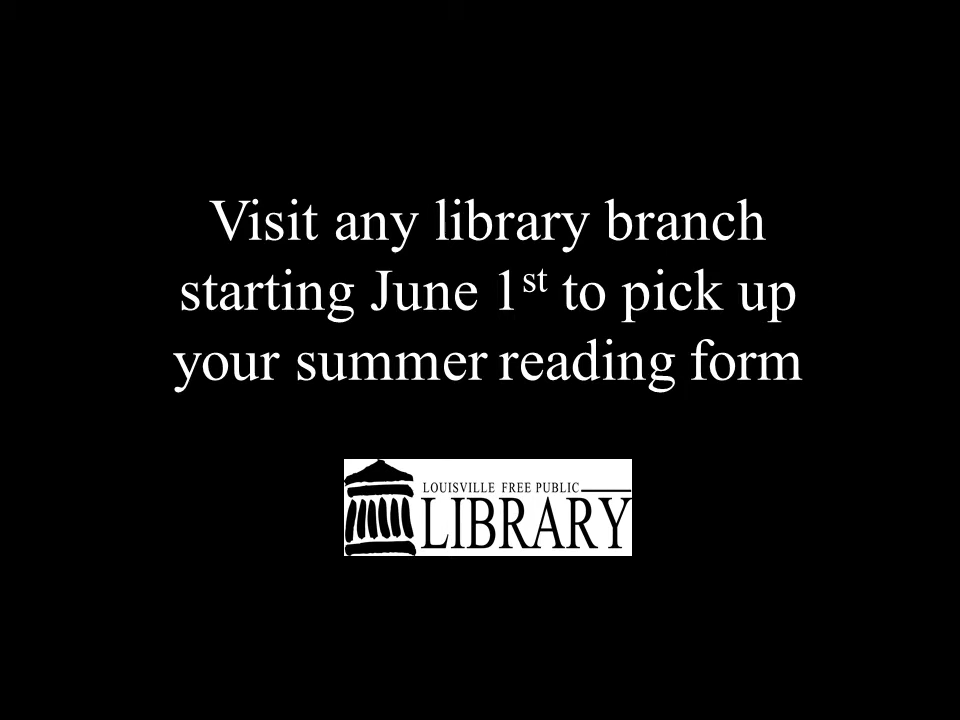 Visit any library branch
starting June 1st to pick up
your summer reading form
LOUISVILLE FREE PUBLIC
LIBRARY